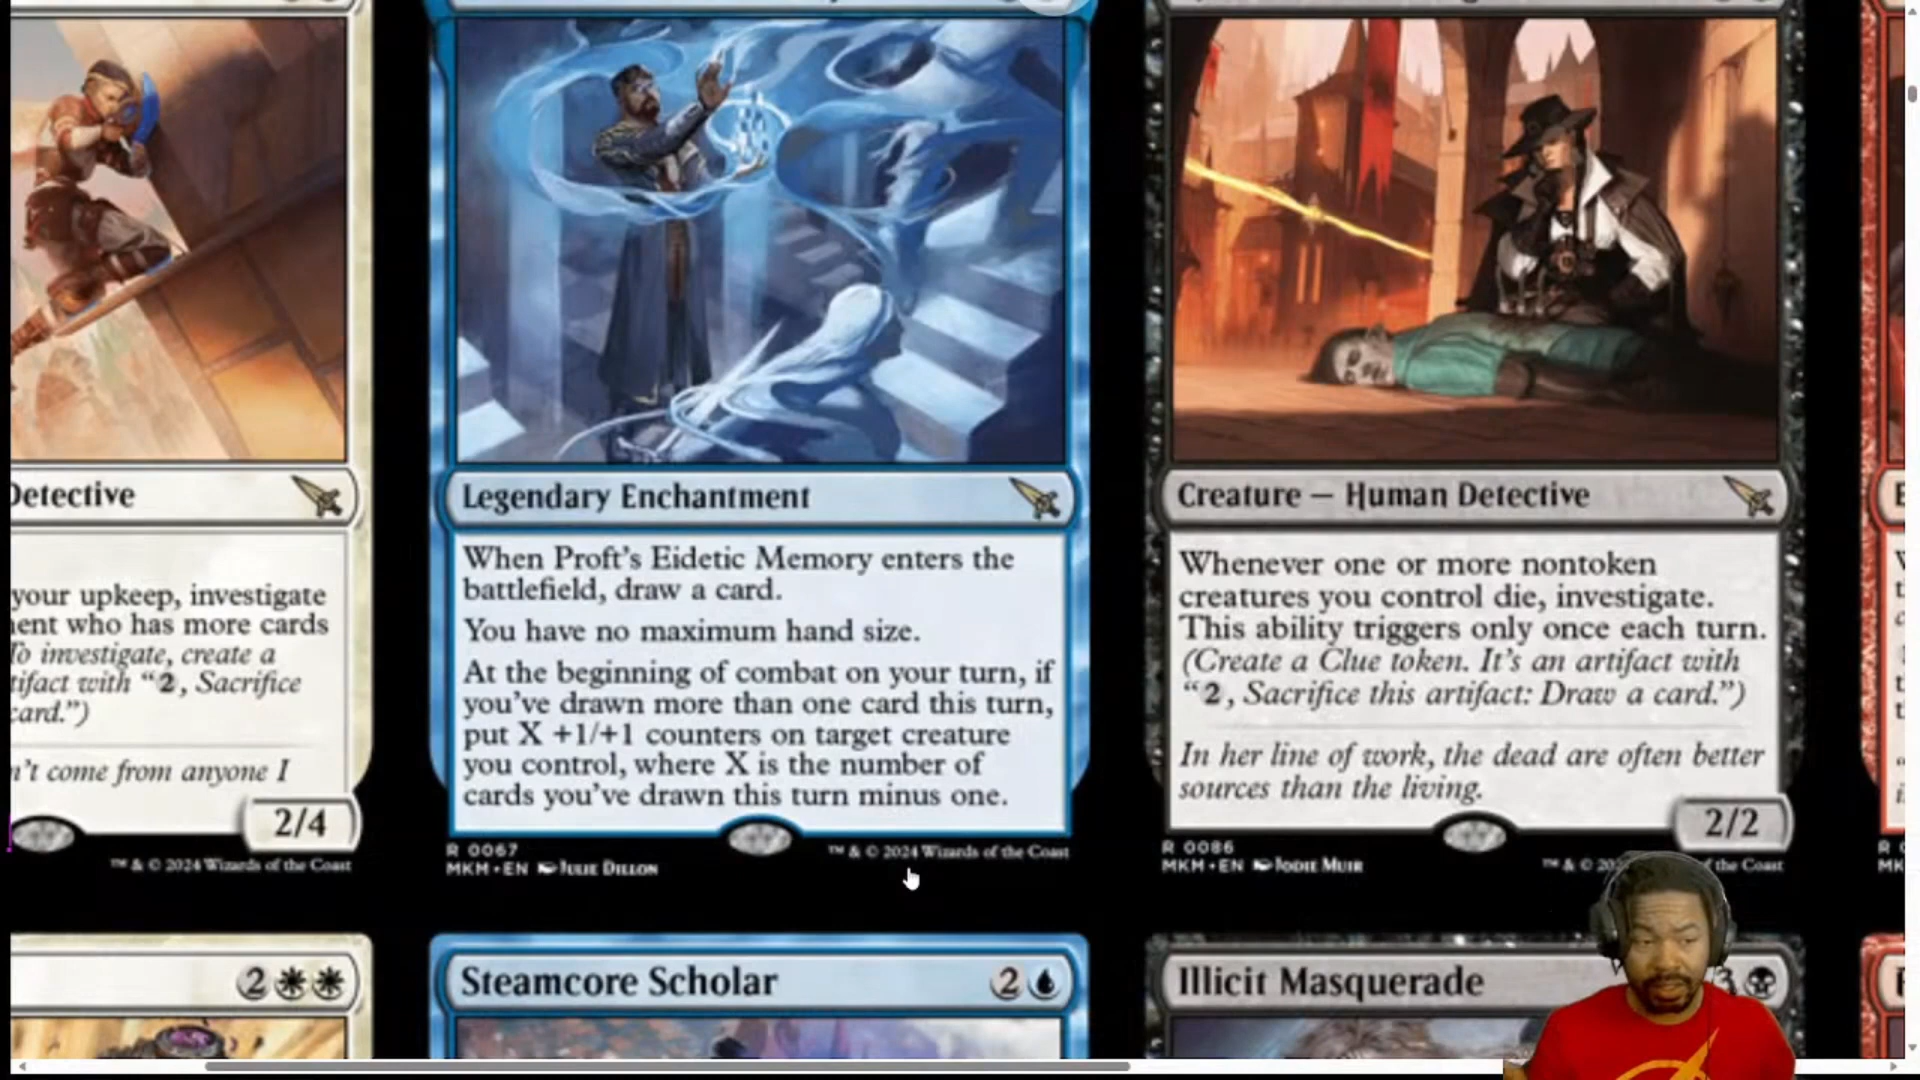 Detective
your upkeep, investigate
who has more cards
To investigate, create a
with "2, Sacrifice
card.")
come from anyone I
2/4
™ & © 2024 Wizards of the Coast
Legendary Enchantment
When Proft's Eidetic Memory enters the
battlefield, draw a card.
You have no maximum hand size.
At the beginning of combat on your turn, if
you've drawn more than one card this turn,
put X +1/+1 counters on target creature
you control, where X is the number of
cards you've drawn this turn minus one.
R 0067
MKM • EN JULIE DILLON
™ & © 2024 Wizards of the Coast
Creature — Human Detective
Whenever one or more nontoken
creatures you control die, investigate.
This ability triggers only once each turn.
(Create a Clue token. It's an artifact with
"2, Sacrifice this artifact: Draw a card.")
In her line of work, the dead are often better
sources than the living.
2/2
R 0086
MKM • EN JODIE MUIR
™ & © of the Coast
2
Steamcore Scholar 2
Illicit Masquerade 3